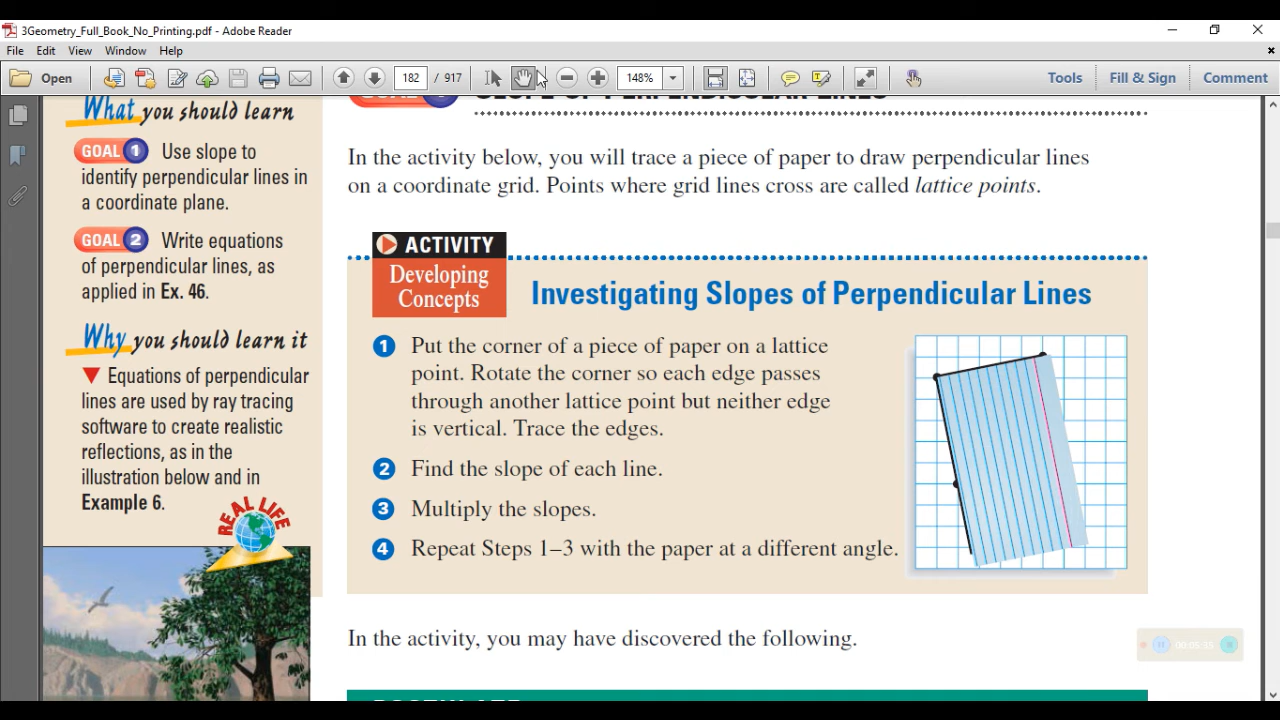 3Geometry_Full_Book_No_Printing.pdf - Adobe Reader
File Edit View Window Help
Open 182 / 917 148% Tools Fill & Sign Comment
What you should learn
GOAL 1 Use slope to
identify perpendicular lines in
a coordinate plane.
GOAL 2 Write equations
of perpendicular lines, as
applied in Ex. 46.
Why you should learn it
▼ Equations of perpendicular
lines are used by ray tracing
software to create realistic
reflections, as in the
illustration below and in
Example 6.
REAL LIFE
SLOPE OF PERPENDICULAR LINES
In the activity below, you will trace a piece of paper to draw perpendicular lines
on a coordinate grid. Points where grid lines cross are called lattice points.
ACTIVITY
Developing
Concepts
Investigating Slopes of Perpendicular Lines
1 Put the corner of a piece of paper on a lattice
point. Rotate the corner so each edge passes
through another lattice point but neither edge
is vertical. Trace the edges.
2 Find the slope of each line.
3 Multiply the slopes.
4 Repeat Steps 1–3 with the paper at a different angle.
In the activity, you may have discovered the following.